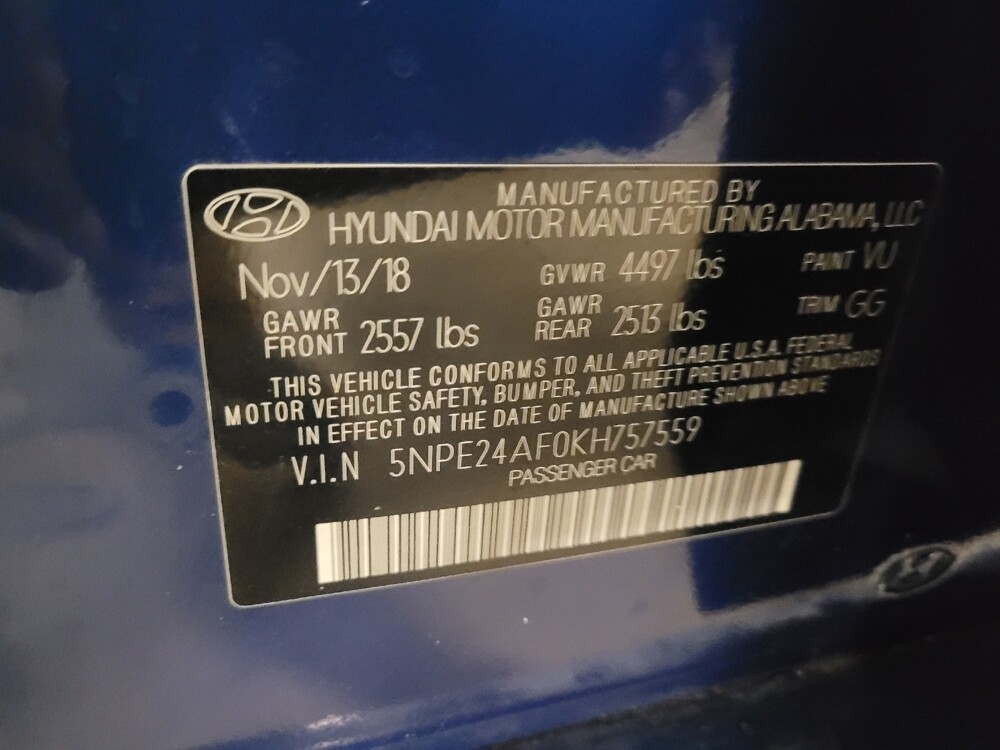 MANUFACTURED BY
HYUNDAI MOTOR MANUFACTURING ALABAMA, LLC
Nov/13/18 GVWR 4497 lbs PAINT VU
GAWR FRONT 2557 lbs GAWR REAR 2513 lbs TRIM GG
THIS VEHICLE CONFORMS TO ALL APPLICABLE U.S.A. FEDERAL
MOTOR VEHICLE SAFETY, BUMPER, AND THEFT PREVENTION STANDARDS
IN EFFECT ON THE DATE OF MANUFACTURE SHOWN ABOVE
V.I.N 5NPE24AF0KH757559
PASSENGER CAR